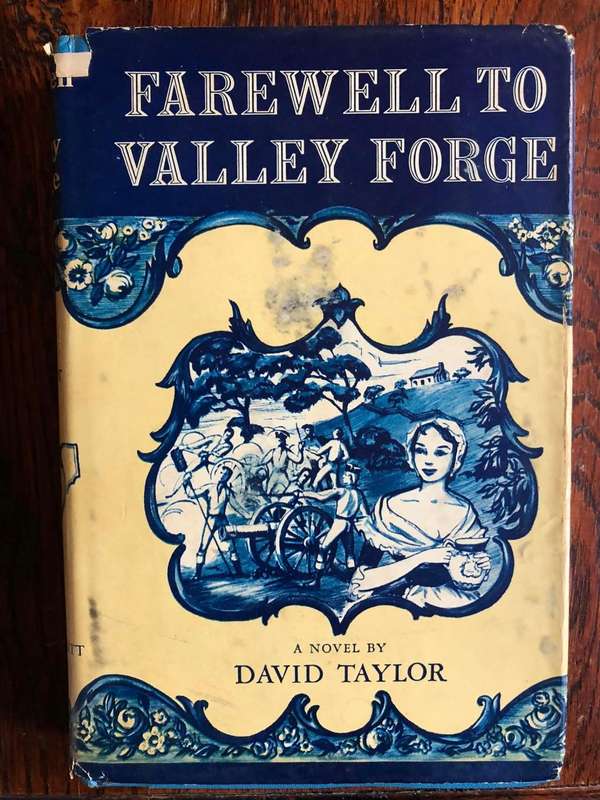 FAREWELL TO
VALLEY FORGE
A NOVEL BY
DAVID TAYLOR